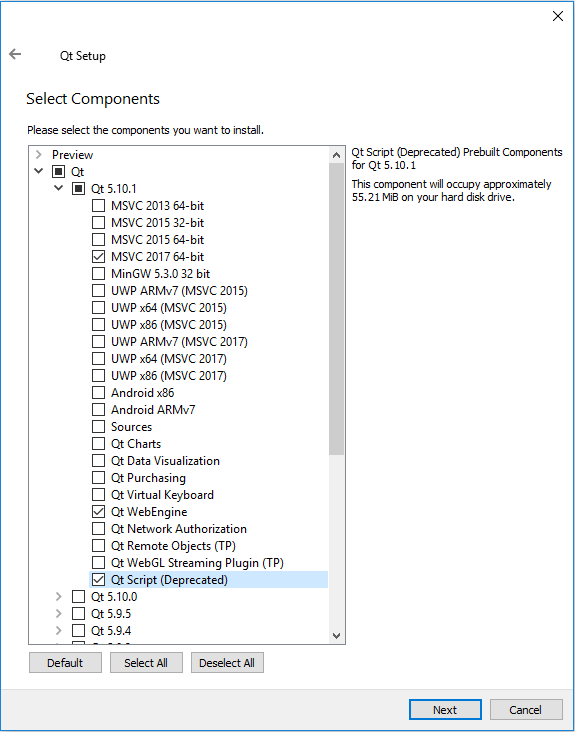 Qt Setup
Select Components
Please select the components you want to install.
Preview
Qt
Qt 5.10.1
MSVC 2013 64-bit
MSVC 2015 32-bit
MSVC 2015 64-bit
MSVC 2017 64-bit
MinGW 5.3.0 32 bit
UWP ARMv7 (MSVC 2015)
UWP x64 (MSVC 2015)
UWP x86 (MSVC 2015)
UWP ARMv7 (MSVC 2017)
UWP x64 (MSVC 2017)
UWP x86 (MSVC 2017)
Android x86
Android ARMv7
Sources
Qt Charts
Qt Data Visualization
Qt Purchasing
Qt Virtual Keyboard
Qt WebEngine
Qt Network Authorization
Qt Remote Objects (TP)
Qt WebGL Streaming Plugin (TP)
Qt Script (Deprecated)
Qt 5.10.0
Qt 5.9.5
Qt 5.9.4
Qt Script (Deprecated) Prebuilt Components
for Qt 5.10.1
This component will occupy approximately
55.21 MiB on your hard disk drive.
Default
Select All
Deselect All
Next
Cancel